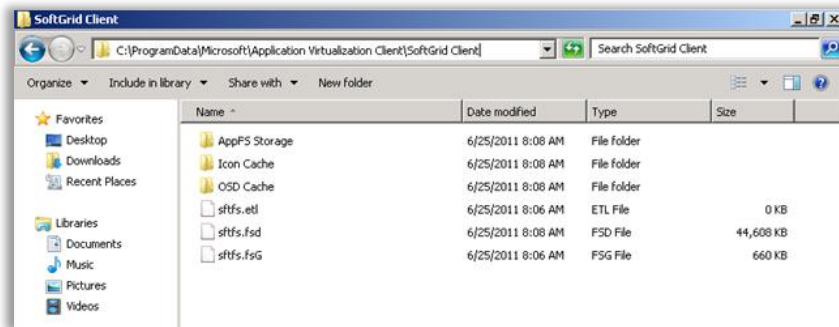 SoftGrid Client
C:\ProgramData\Microsoft\Application Virtualization Client\SoftGrid Client
Search SoftGrid Client
Organize Include in library Share with New folder
Favorites
Desktop
Downloads
Recent Places
Libraries
Documents
Music
Pictures
Videos
Name Date modified Type Size
AppFS Storage 6/25/2011 8:08 AM File folder
Icon Cache 6/25/2011 8:08 AM File folder
OSD Cache 6/25/2011 8:08 AM File folder
sftfs.etl 6/25/2011 8:06 AM ETL File 0 KB
sftfs.fsd 6/25/2011 8:08 AM FSD File 44,608 KB
sftfs.fsG 6/25/2011 8:06 AM FSG File 660 KB